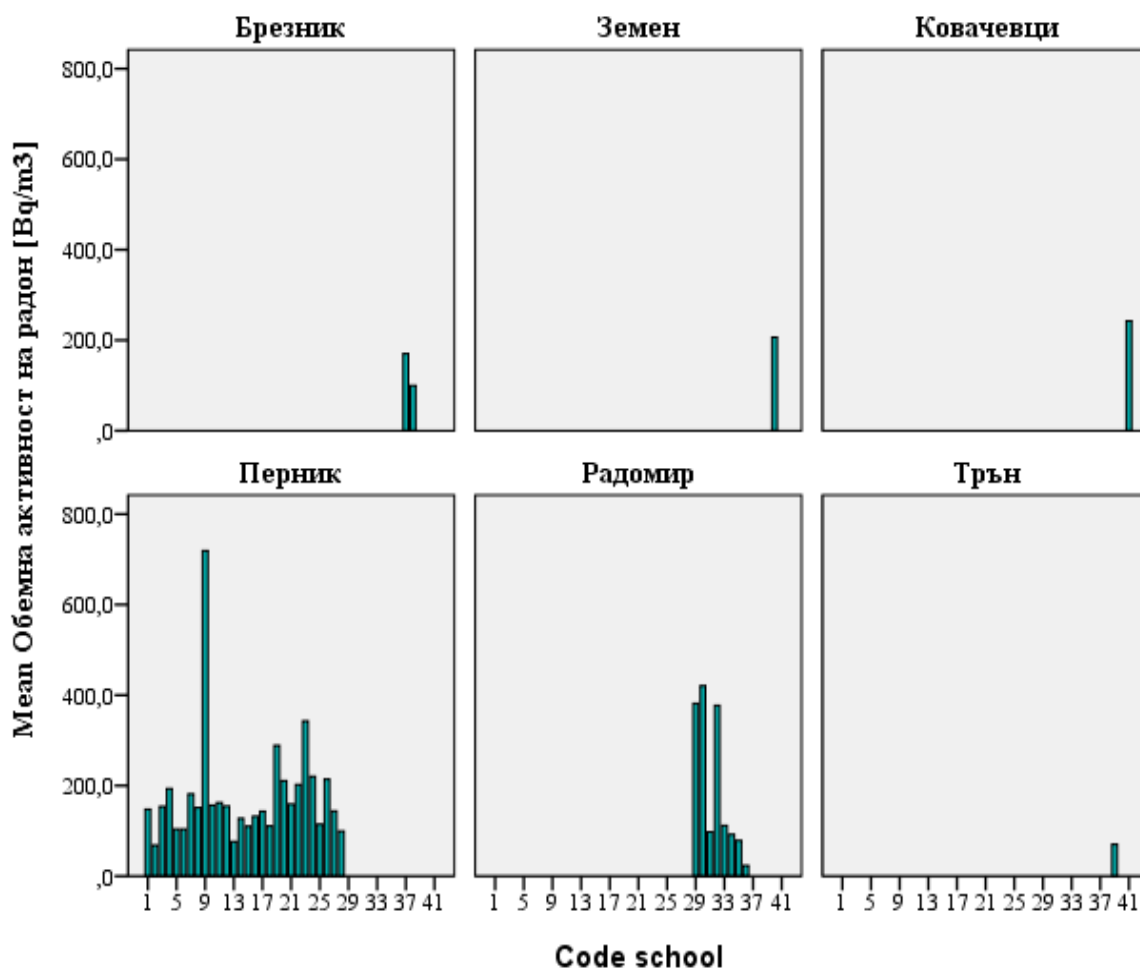 Брезник
Земен
Ковачевци
800,0
600,0
400,0
200,0
,0
Mean Обемна активност на радон [Bq/m3]
Перник
Радомир
Трън
800,0
600,0
400,0
200,0
,0
1 5 9 13 17 21 25 29 33 37 41
1 5 9 13 17 21 25 29 33 37 41
1 5 9 13 17 21 25 29 33 37 41
Code school